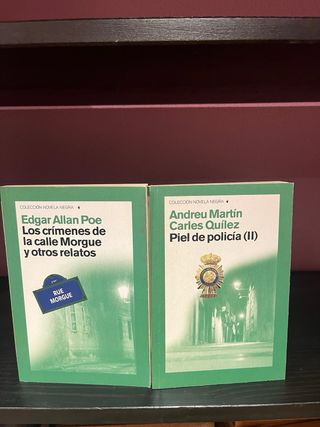 COLECCIÓN NOVELA NEGRA
Edgar Allan Poe
Los crímenes de
la calle Morgue
y otros relatos
RUE
MORGUE
COLECCIÓN NOVELA NEGRA
Andreu Martín
Carles Quílez
Piel de policía (II)